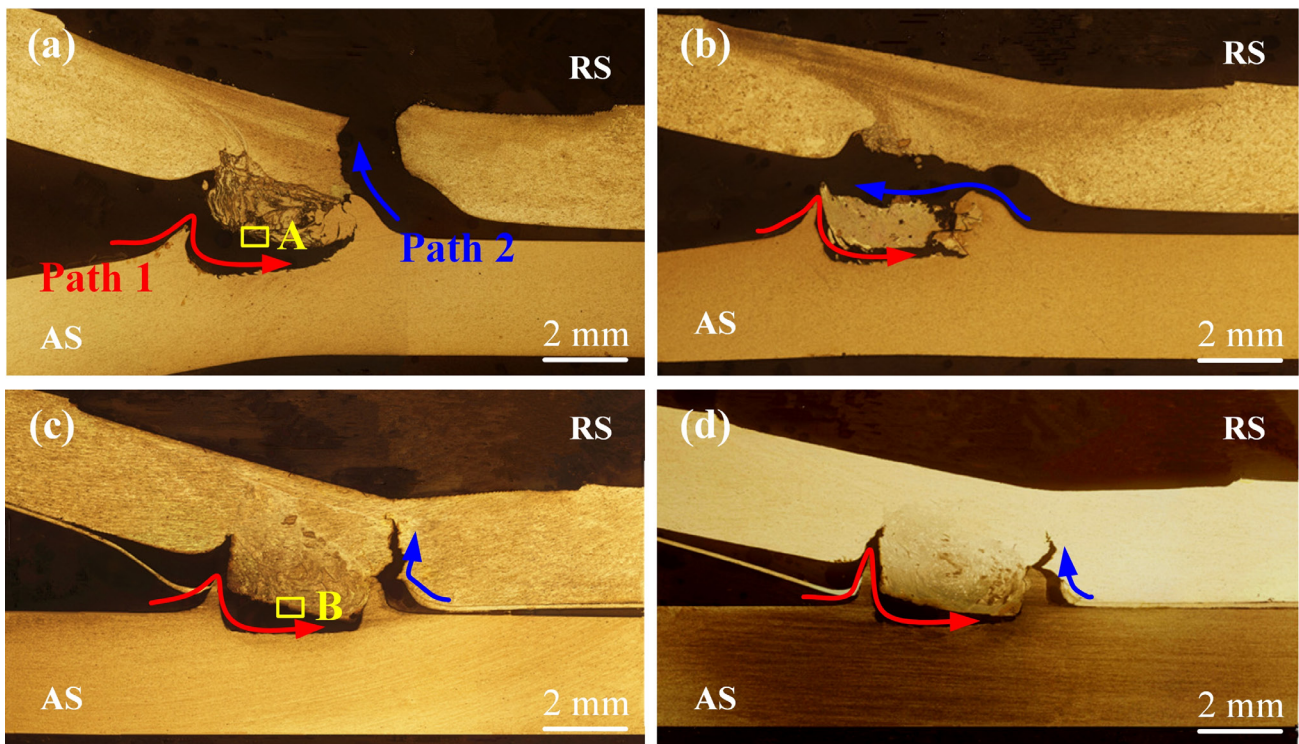 (a)
RS
A
Path 1
Path 2
AS
2 mm
(b)
RS
AS
2 mm
(c)
RS
B
AS
2 mm
(d)
RS
AS
2 mm